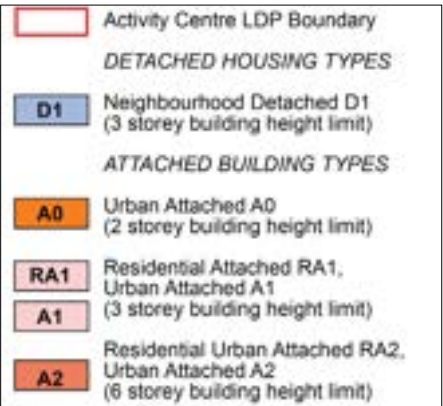 Activity Centre LDP Boundary
DETACHED HOUSING TYPES
D1
Neighbourhood Detached D1
(3 storey building height limit)
ATTACHED BUILDING TYPES
A0
Urban Attached A0
(2 storey building height limit)
RA1
A1
Residential Attached RA1,
Urban Attached A1
(3 storey building height limit)
A2
Residential Urban Attached RA2,
Urban Attached A2
(6 storey building height limit)